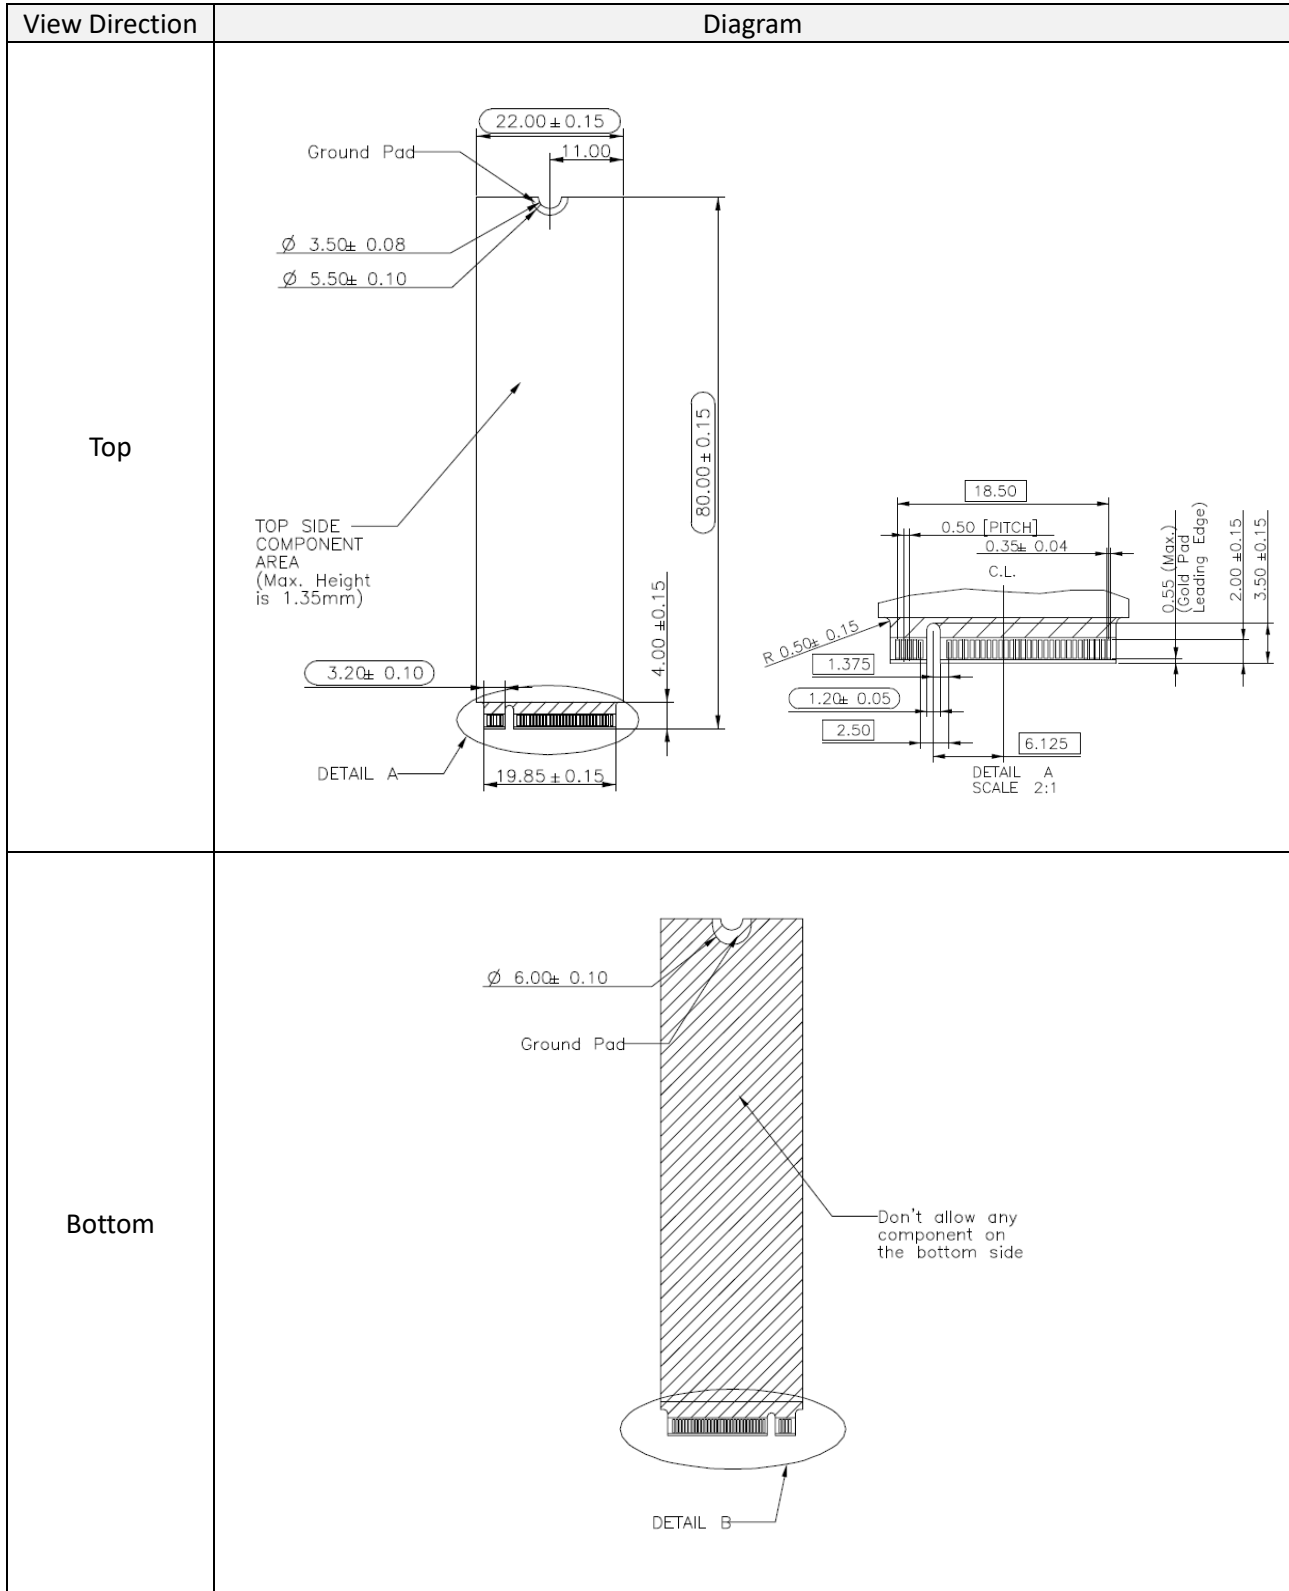 View Direction
Diagram
Top
22.00±0.15
11.00
Ground Pad
Ø 3.50± 0.08
Ø 5.50± 0.10
80.00±0.15
TOP SIDE
COMPONENT
AREA
(Max. Height
is 1.35mm)
4.00 ±0.15
3.20± 0.10
DETAIL A
19.85±0.15
18.50
0.50 [PITCH]
0.35± 0.04
C.L.
0.55 (Max.)
(Gold Pad
Leading Edge)
2.00 ±0.15
3.50 ±0.15
R 0.50± 0.15
1.375
1.20± 0.05
2.50
6.125
DETAIL A
SCALE 2:1
Bottom
Ø 6.00± 0.10
Ground Pad
Don't allow any
component on
the bottom side
DETAIL B